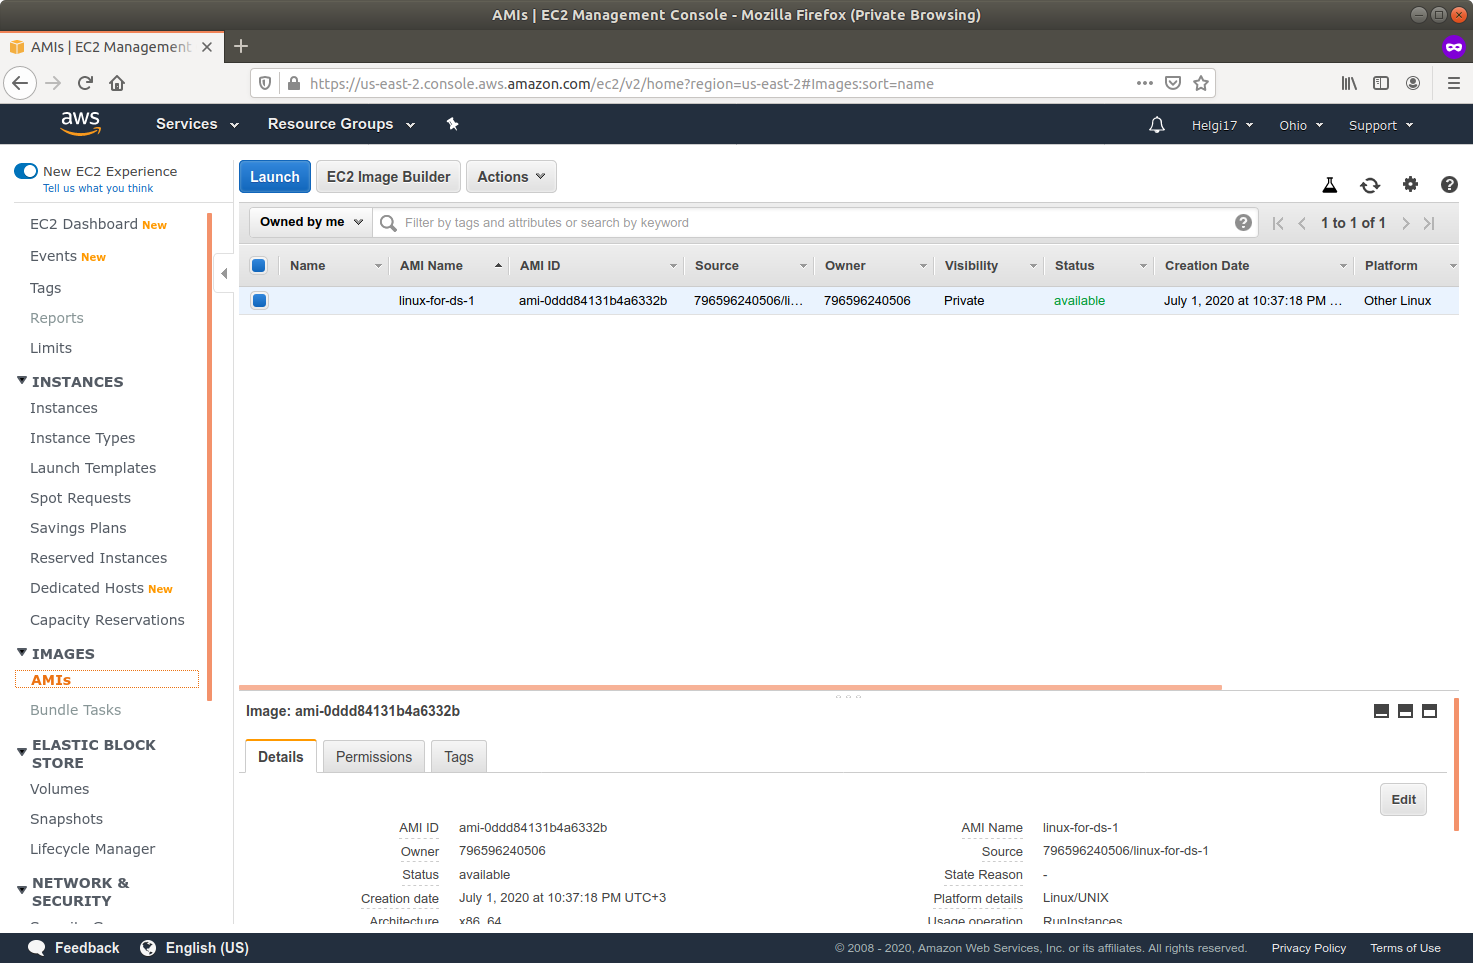 AMIs | EC2 Management Console - Mozilla Firefox (Private Browsing)
AMIs | EC2 Management
https://us-east-2.console.aws.amazon.com/ec2/v2/home?region=us-east-2#Images:sort=name
aws Services Resource Groups Helgi17 Ohio Support
New EC2 Experience
Tell us what you think
EC2 Dashboard New
Events New
Tags
Reports
Limits
INSTANCES
Instances
Instance Types
Launch Templates
Spot Requests
Savings Plans
Reserved Instances
Dedicated Hosts New
Capacity Reservations
IMAGES
AMIs
Bundle Tasks
ELASTIC BLOCK
STORE
Volumes
Snapshots
Lifecycle Manager
NETWORK &
SECURITY
Launch EC2 Image Builder Actions
Owned by me Filter by tags and attributes or search by keyword 1 to 1 of 1
Name AMI Name AMI ID Source Owner Visibility Status Creation Date Platform
linux-for-ds-1 ami-0ddd84131b4a6332b 796596240506/li... 796596240506 Private available July 1, 2020 at 10:37:18 PM ... Other Linux
Image: ami-0ddd84131b4a6332b
Details Permissions Tags
Edit
AMI ID ami-0ddd84131b4a6332b AMI Name linux-for-ds-1
Owner 796596240506 Source 796596240506/linux-for-ds-1
Status available State Reason -
Creation date July 1, 2020 at 10:37:18 PM UTC+3 Platform details Linux/UNIX
Architecture x86_64 Usage operation RunInstances
Feedback English (US) © 2008 - 2020, Amazon Web Services, Inc. or its affiliates. All rights reserved. Privacy Policy Terms of Use